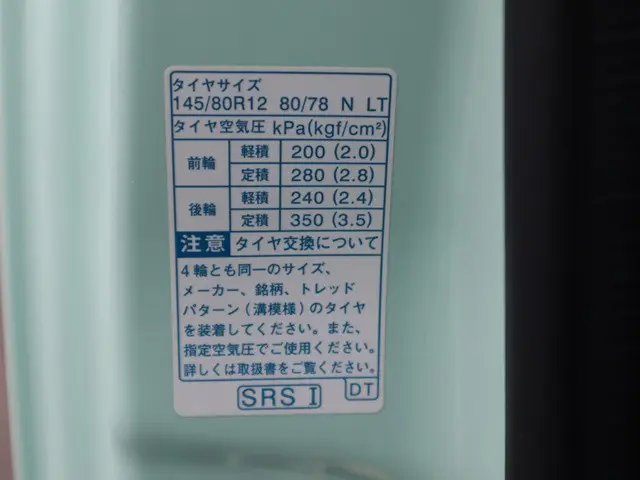 タイヤサイズ
145/80R12 80/78 N LT
タイヤ空気圧 kPa(kgf/cm²)
前輪 軽積 200 (2.0)
定積 280 (2.8)
後輪 軽積 240 (2.4)
定積 350 (3.5)
注意 タイヤ交換について
4輪とも同一のサイズ、
メーカー、銘柄、トレッド
パターン(溝模様)のタイヤ
を装着してください。また、
指定空気圧でご使用ください。
詳しくは取扱書をご覧ください。
SRS I DT